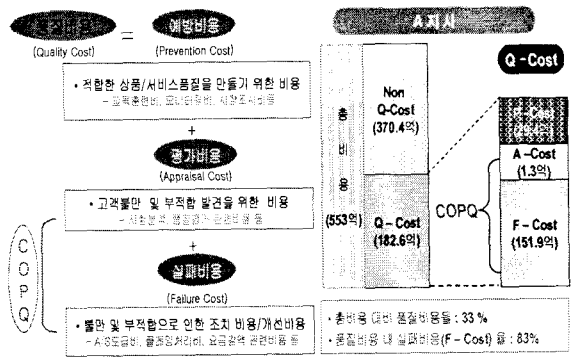 품질비용 = 예방비용
(Quality Cost) (Prevention Cost)
• 적합한 상품/서비스품질을 만들기 위한 비용
+
평가비용
(Appraisal Cost)
• 고객불만 및 부적합 발견을 위한 비용
+
실패비용
(Failure Cost)
• 불만 및 부적합으로 인한 조치 비용/개선비용
COPQ
A 지사
총비용
(553억)
Non
Q-Cost
(370.4억)
Q – Cost
(182.6억)
Q -Cost
COPQ
A –Cost
(1.3억)
F – Cost
(151.9억)
• 총비용 대비 품질비용률 : 33 %
• 품질비용 내 실패비용(F – Cost) 률 : 83%